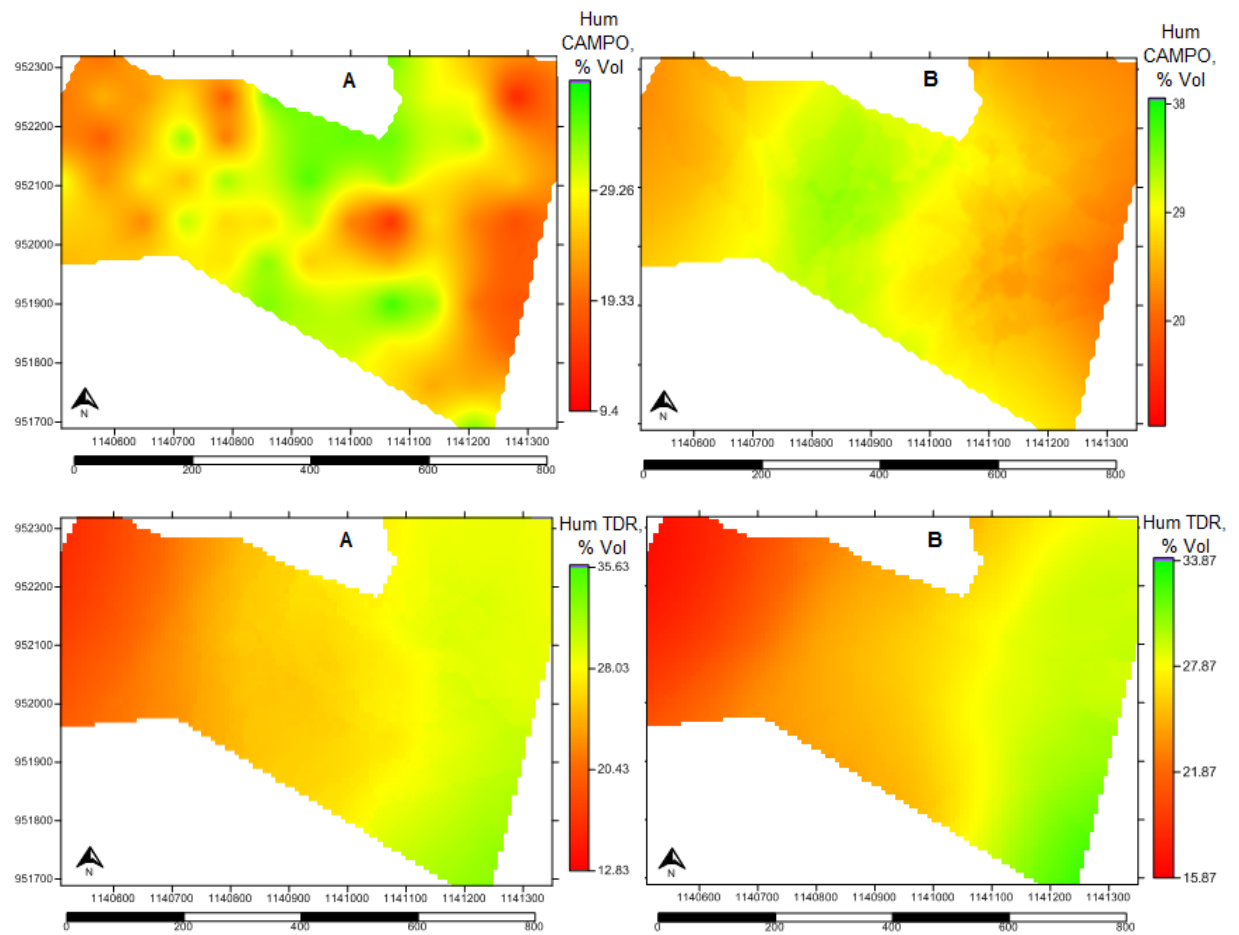 Hum
CAMPO,
% Vol
A
952300
952200
952100
952000
951900
951800
951700
29.26
19.33
9.4
N
1140600 1140700 1140800 1140900 1141000 1141100 1141200 1141300
0 200 400 600 800
Hum
CAMPO,
% Vol
B
38
29
20
N
1140600 1140700 1140800 1140900 1141000 1141100 1141200 1141300
0 200 400 600 800
Hum TDR,
% Vol
A
952300
952200
952100
952000
951900
951800
951700
35.63
28.03
20.43
12.83
N
1140600 1140700 1140800 1140900 1141000 1141100 1141200 1141300
0 200 400 600 800
Hum TDR,
% Vol
B
33.87
27.87
21.87
15.87
N
1140600 1140700 1140800 1140900 1141000 1141100 1141200 1141300
0 200 400 600 800